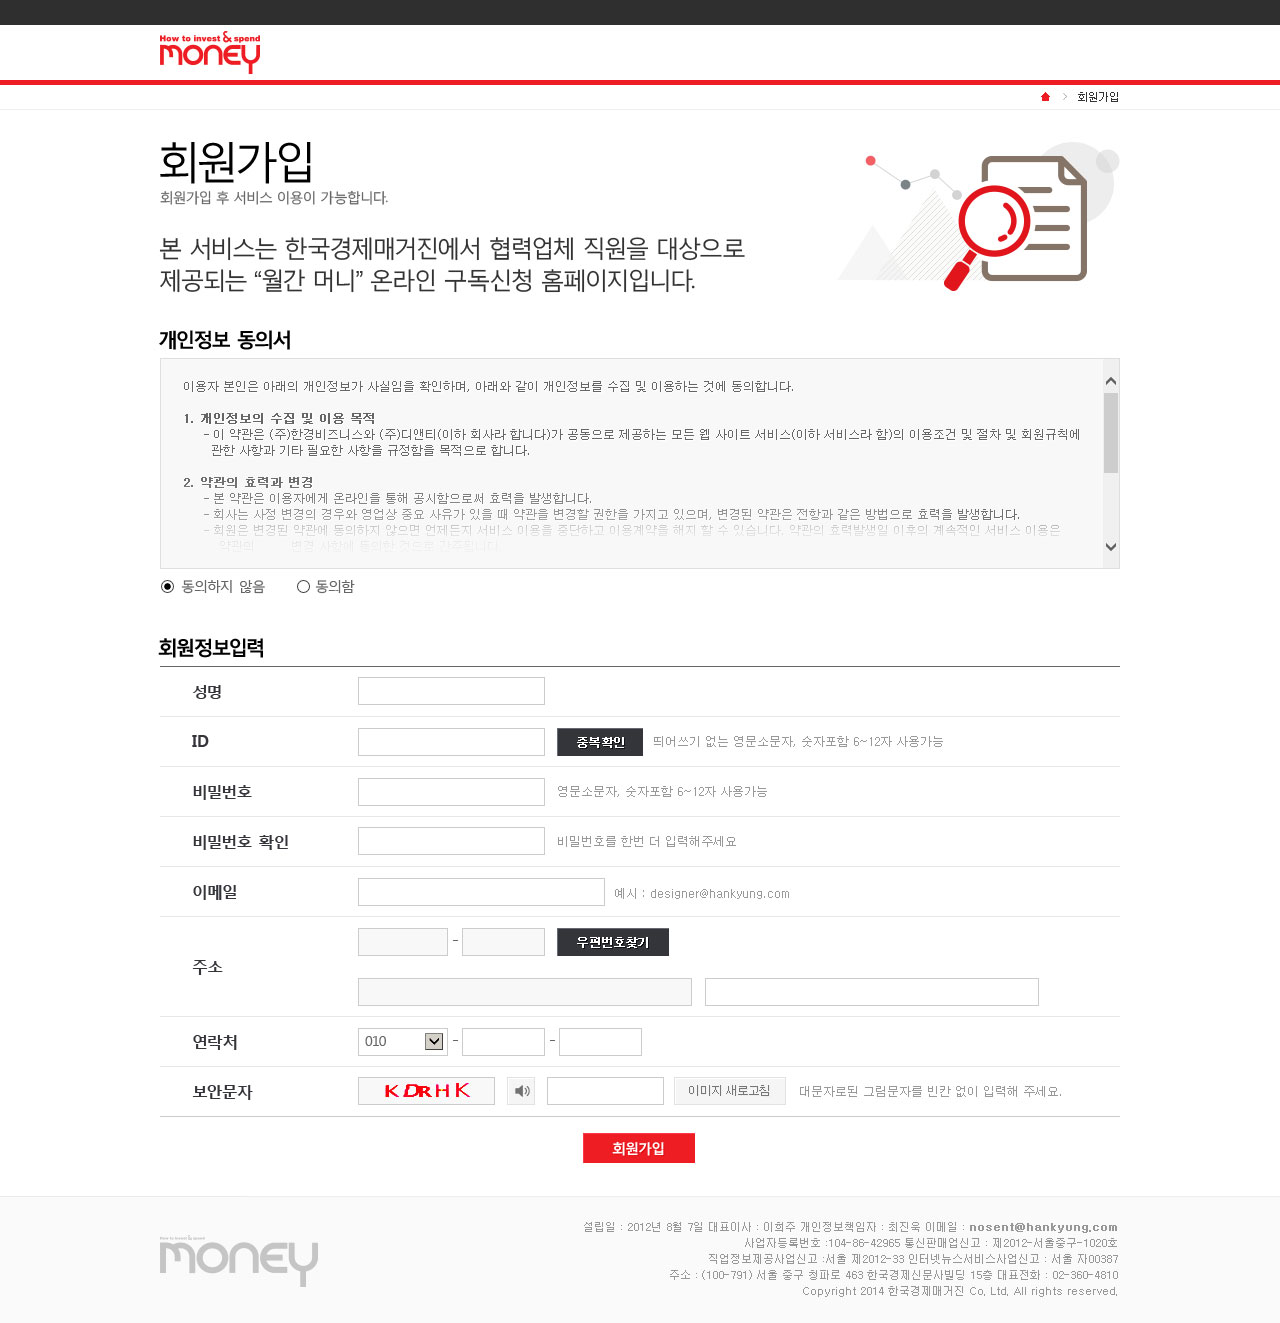 How to invest & spend
money
회원가입
회원가입
회원가입 후 서비스 이용이 가능합니다.
본 서비스는 한국경제매거진에서 협력업체 직원을 대상으로
제공되는 “월간 머니” 온라인 구독신청 홈페이지입니다.
개인정보 동의서
이용자 본인은 아래의 개인정보가 사실임을 확인하며, 아래와 같이 개인정보를 수집 및 이용하는 것에 동의합니다.
1. 개인정보의 수집 및 이용 목적
- 이 약관은 (주)한경비즈니스와 (주)디앤티(이하 회사라 합니다)가 공동으로 제공하는 모든 웹 사이트 서비스(이하 서비스라 함)의 이용조건 및 절차 및 회원규칙에
관한 사항과 기타 필요한 사항을 규정함을 목적으로 합니다.
2. 약관의 효력과 변경
- 본 약관은 이용자에게 온라인을 통해 공시함으로써 효력을 발생합니다.
- 회사는 사정 변경의 경우와 영업상 중요 사유가 있을 때 약관을 변경할 권한을 가지고 있으며, 변경된 약관은 전항과 같은 방법으로 효력을 발생합니다.
- 회원은 변경된 약관에 동의하지 않으면 언제든지 서비스 이용을 중단하고 이용계약을 해지 할 수 있습니다. 약관의 효력발생일 이후의 계속적인 서비스 이용은
약관의 변경 사항에 동의한 것으로 간주됩니다.
동의하지 않음 동의함
회원정보입력
성명
ID 중복확인 띄어쓰기 없는 영문소문자, 숫자포함 6~12자 사용가능
비밀번호 영문소문자, 숫자포함 6~12자 사용가능
비밀번호 확인 비밀번호를 한번 더 입력해주세요
이메일 예시 : designer@hankyung.com
주소 - 우편번호찾기
연락처 010 - -
보안문자 KDRHK 이미지 새로고침 대문자로된 그림문자를 빈칸 없이 입력해 주세요.
회원가입
How to invest & spend
money
설립일 : 2012년 8월 7일 대표이사 : 이희주 개인정보책임자 : 최진욱 이메일 : nosent@hankyung.com
사업자등록번호 :104-86-42965 통신판매업신고 : 제2012-서울중구-1020호
직업정보제공사업신고 :서울 제2012-33 인터넷뉴스서비스사업신고 : 서울 자00387
주소 : (100-791) 서울 중구 청파로 463 한국경제신문사빌딩 15층 대표전화 : 02-360-4810
Copyright 2014 한국경제매거진 Co, Ltd, All rights reserved,